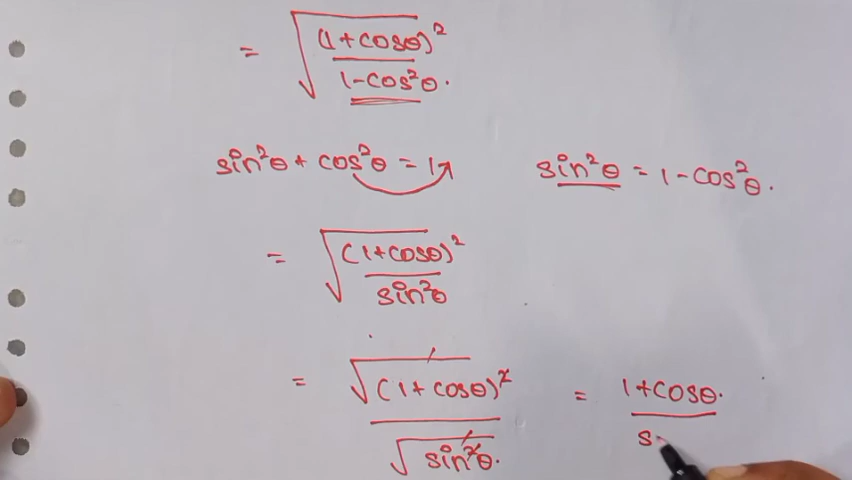 = √((1+cosθ)²/(1-cos²θ)).
sin²θ + cos²θ = 1 sin²θ = 1-cos²θ.
= √((1+cosθ)²/sin²θ)
= √(1+cosθ)²/√sin²θ. = 1+cosθ./s